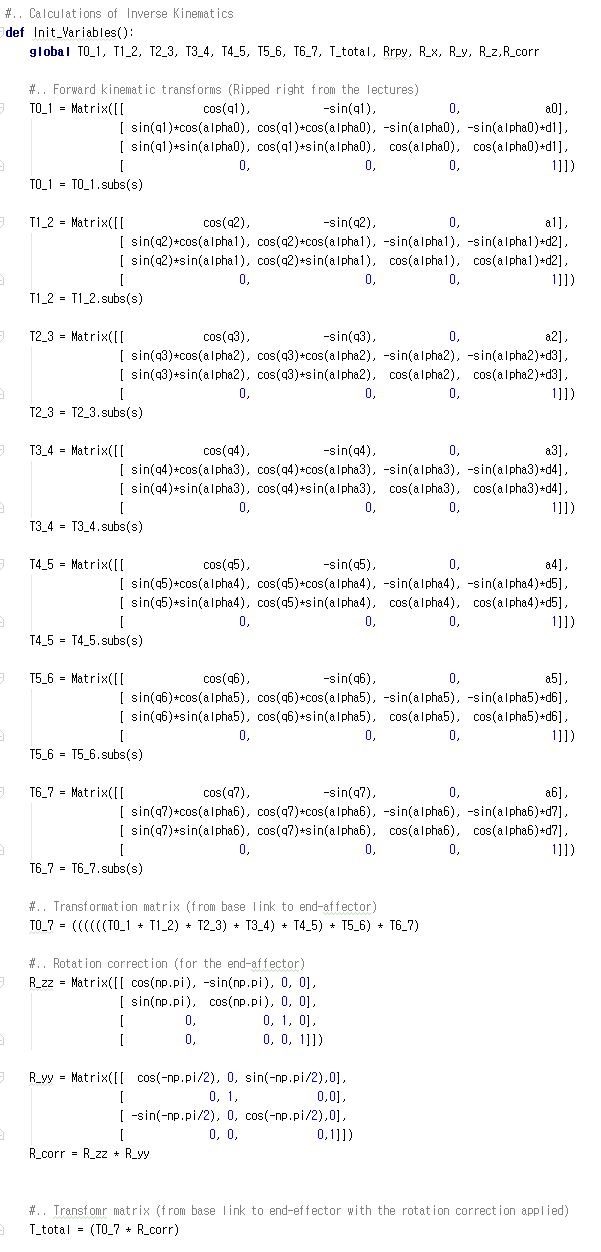 #.. Calculations of Inverse Kinematics
def Init_Variables():
    global T0_1, T1_2, T2_3, T3_4, T4_5, T5_6, T6_7, T_total, Rrpy, R_x, R_y, R_z,R_corr
    #.. Forward kinematic transforms (Ripped right from the lectures)
    T0_1 = Matrix([[             cos(q1),            -sin(q1),            0,              a0],
                   [ sin(q1)*cos(alpha0), cos(q1)*cos(alpha0), -sin(alpha0), -sin(alpha0)*d1],
                   [ sin(q1)*sin(alpha0), cos(q1)*sin(alpha0),  cos(alpha0),  cos(alpha0)*d1],
                   [                   0,                   0,            0,               1]])
    T0_1 = T0_1.subs(s)
    T1_2 = Matrix([[             cos(q2),            -sin(q2),            0,              a1],
                   [ sin(q2)*cos(alpha1), cos(q2)*cos(alpha1), -sin(alpha1), -sin(alpha1)*d2],
                   [ sin(q2)*sin(alpha1), cos(q2)*sin(alpha1),  cos(alpha1),  cos(alpha1)*d2],
                   [                   0,                   0,            0,               1]])
    T1_2 = T1_2.subs(s)
    T2_3 = Matrix([[             cos(q3),            -sin(q3),            0,              a2],
                   [ sin(q3)*cos(alpha2), cos(q3)*cos(alpha2), -sin(alpha2), -sin(alpha2)*d3],
                   [ sin(q3)*sin(alpha2), cos(q3)*sin(alpha2),  cos(alpha2),  cos(alpha2)*d3],
                   [                   0,                   0,            0,               1]])
    T2_3 = T2_3.subs(s)
    T3_4 = Matrix([[             cos(q4),            -sin(q4),            0,              a3],
                   [ sin(q4)*cos(alpha3), cos(q4)*cos(alpha3), -sin(alpha3), -sin(alpha3)*d4],
                   [ sin(q4)*sin(alpha3), cos(q4)*sin(alpha3),  cos(alpha3),  cos(alpha3)*d4],
                   [                   0,                   0,            0,               1]])
    T3_4 = T3_4.subs(s)
    T4_5 = Matrix([[             cos(q5),            -sin(q5),            0,              a4],
                   [ sin(q5)*cos(alpha4), cos(q5)*cos(alpha4), -sin(alpha4), -sin(alpha4)*d5],
                   [ sin(q5)*sin(alpha4), cos(q5)*sin(alpha4),  cos(alpha4),  cos(alpha4)*d5],
                   [                   0,                   0,            0,               1]])
    T4_5 = T4_5.subs(s)
    T5_6 = Matrix([[             cos(q6),            -sin(q6),            0,              a5],
                   [ sin(q6)*cos(alpha5), cos(q6)*cos(alpha5), -sin(alpha5), -sin(alpha5)*d6],
                   [ sin(q6)*sin(alpha5), cos(q6)*sin(alpha5),  cos(alpha5),  cos(alpha5)*d6],
                   [                   0,                   0,            0,               1]])
    T5_6 = T5_6.subs(s)
    T6_7 = Matrix([[             cos(q7),            -sin(q7),            0,              a6],
                   [ sin(q7)*cos(alpha6), cos(q7)*cos(alpha6), -sin(alpha6), -sin(alpha6)*d7],
                   [ sin(q7)*sin(alpha6), cos(q7)*sin(alpha6),  cos(alpha6),  cos(alpha6)*d7],
                   [                   0,                   0,            0,               1]])
    T6_7 = T6_7.subs(s)
    #.. Transformation matrix (from base link to end-affector)
    T0_7 = ((((((T0_1 * T1_2) * T2_3) * T3_4) * T4_5) * T5_6) * T6_7)
    #.. Rotation correction (for the end-affector)
    R_zz = Matrix([[ cos(np.pi), -sin(np.pi), 0, 0],
                   [ sin(np.pi),  cos(np.pi), 0, 0],
                   [          0,           0, 1, 0],
                   [          0,           0, 0, 1]])
    R_yy = Matrix([[  cos(-np.pi/2), 0, sin(-np.pi/2),0],
                   [              0, 1,             0,0],
                   [ -sin(-np.pi/2), 0, cos(-np.pi/2),0],
                   [              0, 0,             0,1]])
    R_corr = R_zz * R_yy
    #.. Transfomr matrix (from base link to end-effector with the rotation correction applied)
    T_total = (T0_7 * R_corr)